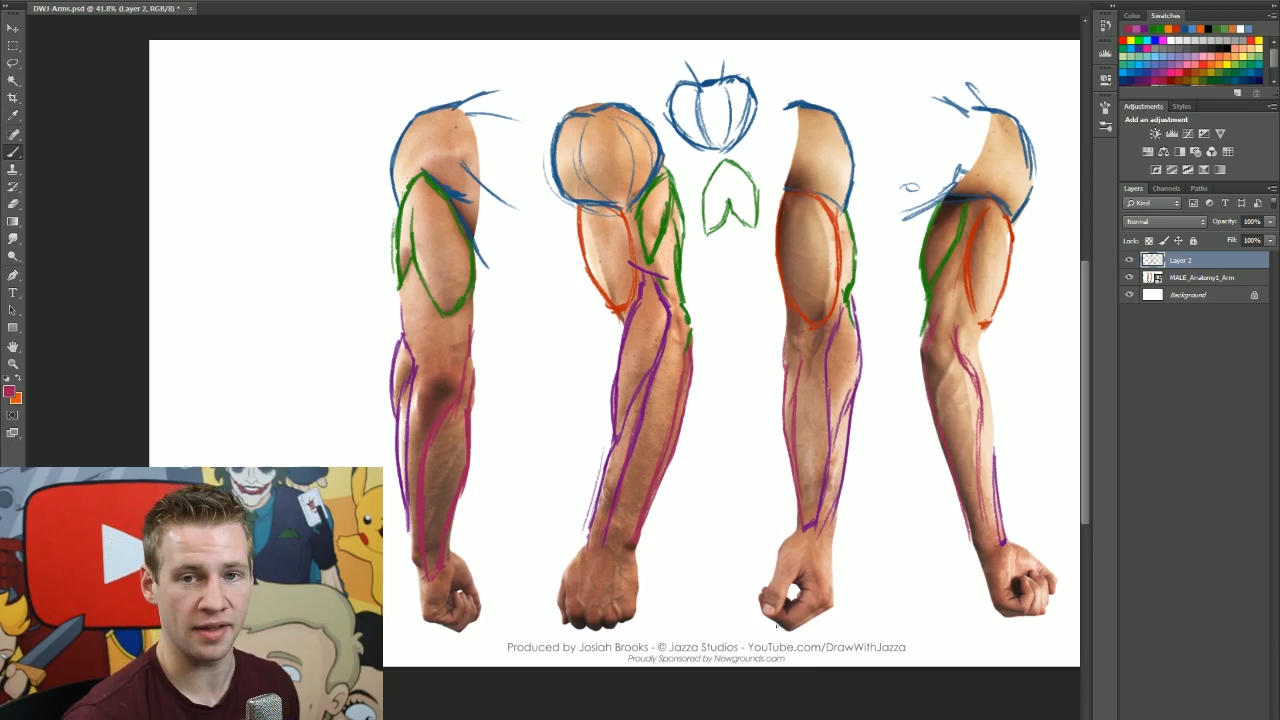 DWJ-Arms.psd @ 41.8% (Layer 2, RGB/8) *
Color Swatches
Adjustments Styles
Add an adjustment
Layers Channels Paths
Kind
Normal Opacity: 100%
Lock: Fill: 100%
Layer 2
MALE_Anatomy1_Arm
Background
Produced by Josiah Brooks - © Jazza Studios - YouTube.com/DrawWithJazza
Proudly Sponsored by Newgrounds.com